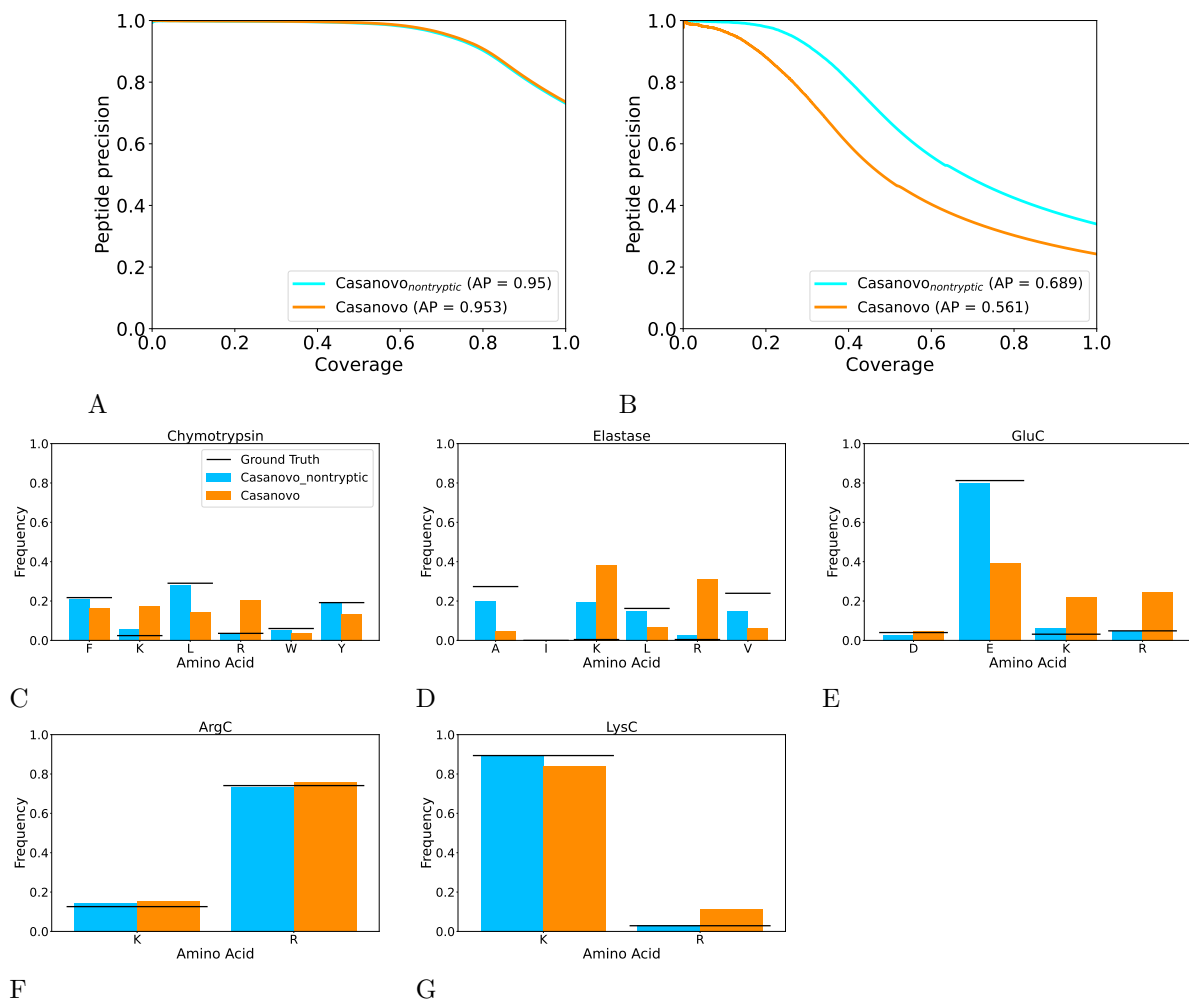 1.0
0.8
0.6
0.4
0.2
0.0
Peptide precision
Casanovo_nontryptic (AP = 0.95)
Casanovo (AP = 0.953)
0.0 0.2 0.4 0.6 0.8 1.0
Coverage
A
1.0
0.8
0.6
0.4
0.2
0.0
Peptide precision
Casanovo_nontryptic (AP = 0.689)
Casanovo (AP = 0.561)
0.0 0.2 0.4 0.6 0.8 1.0
Coverage
B
Chymotrypsin
1.0
0.8
0.6
0.4
0.2
0.0
Frequency
Ground Truth
Casanovo_nontryptic
Casanovo
F K L R W Y
Amino Acid
C
Elastase
1.0
0.8
0.6
0.4
0.2
0.0
Frequency
A I K L R V
Amino Acid
D
GluC
1.0
0.8
0.6
0.4
0.2
0.0
Frequency
D E K R
Amino Acid
E
ArgC
1.0
0.8
0.6
0.4
0.2
0.0
Frequency
K R
Amino Acid
F
LysC
1.0
0.8
0.6
0.4
0.2
0.0
Frequency
K R
Amino Acid
G